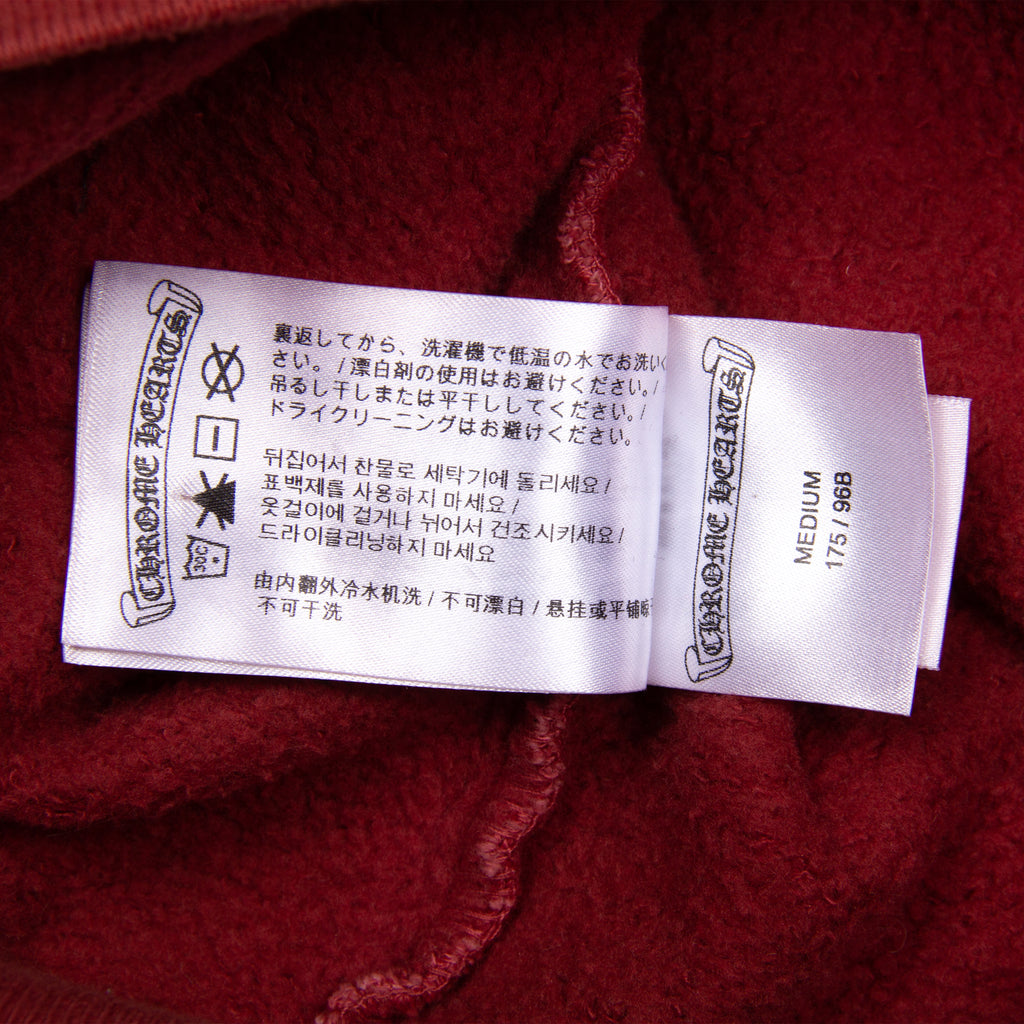 CHROME HEARTS
裏返してから、洗濯機で低温の水でお洗いく
ださい。/漂白剤の使用はお避けください。/
吊るし干しまたは平干ししてください。/
ドライクリーニングはお避けください。
뒤집어서 찬물로 세탁기에 돌리세요 /
표백제를 사용하지 마세요 /
옷걸이에 걸거나 뉘어서 건조 시키세요 /
드라이클리닝하지 마세요
由内翻外冷水机洗 / 不可漂白 / 悬挂或平铺晾
不可干洗
30C
CHROME HEARTS
MEDIUM
175 / 96B